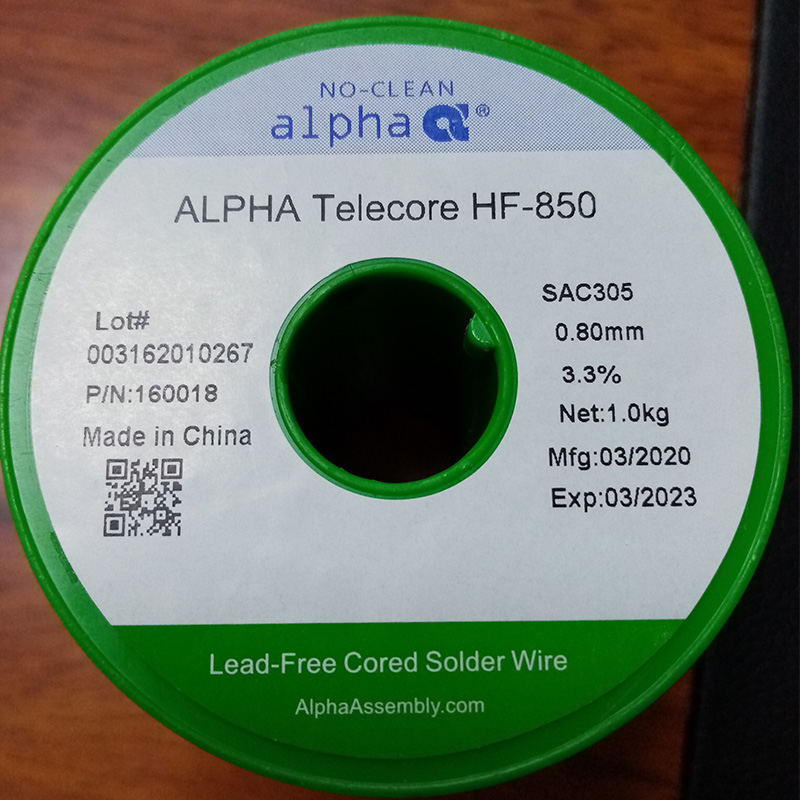 NO-CLEAN
alpha a®
ALPHA Telecore HF-850
Lot#
003162010267
P/N:160018
Made in China
SAC305
0.80mm
3.3%
Net:1.0kg
Mfg:03/2020
Exp:03/2023
Lead-Free Cored Solder Wire
AlphaAssembly.com